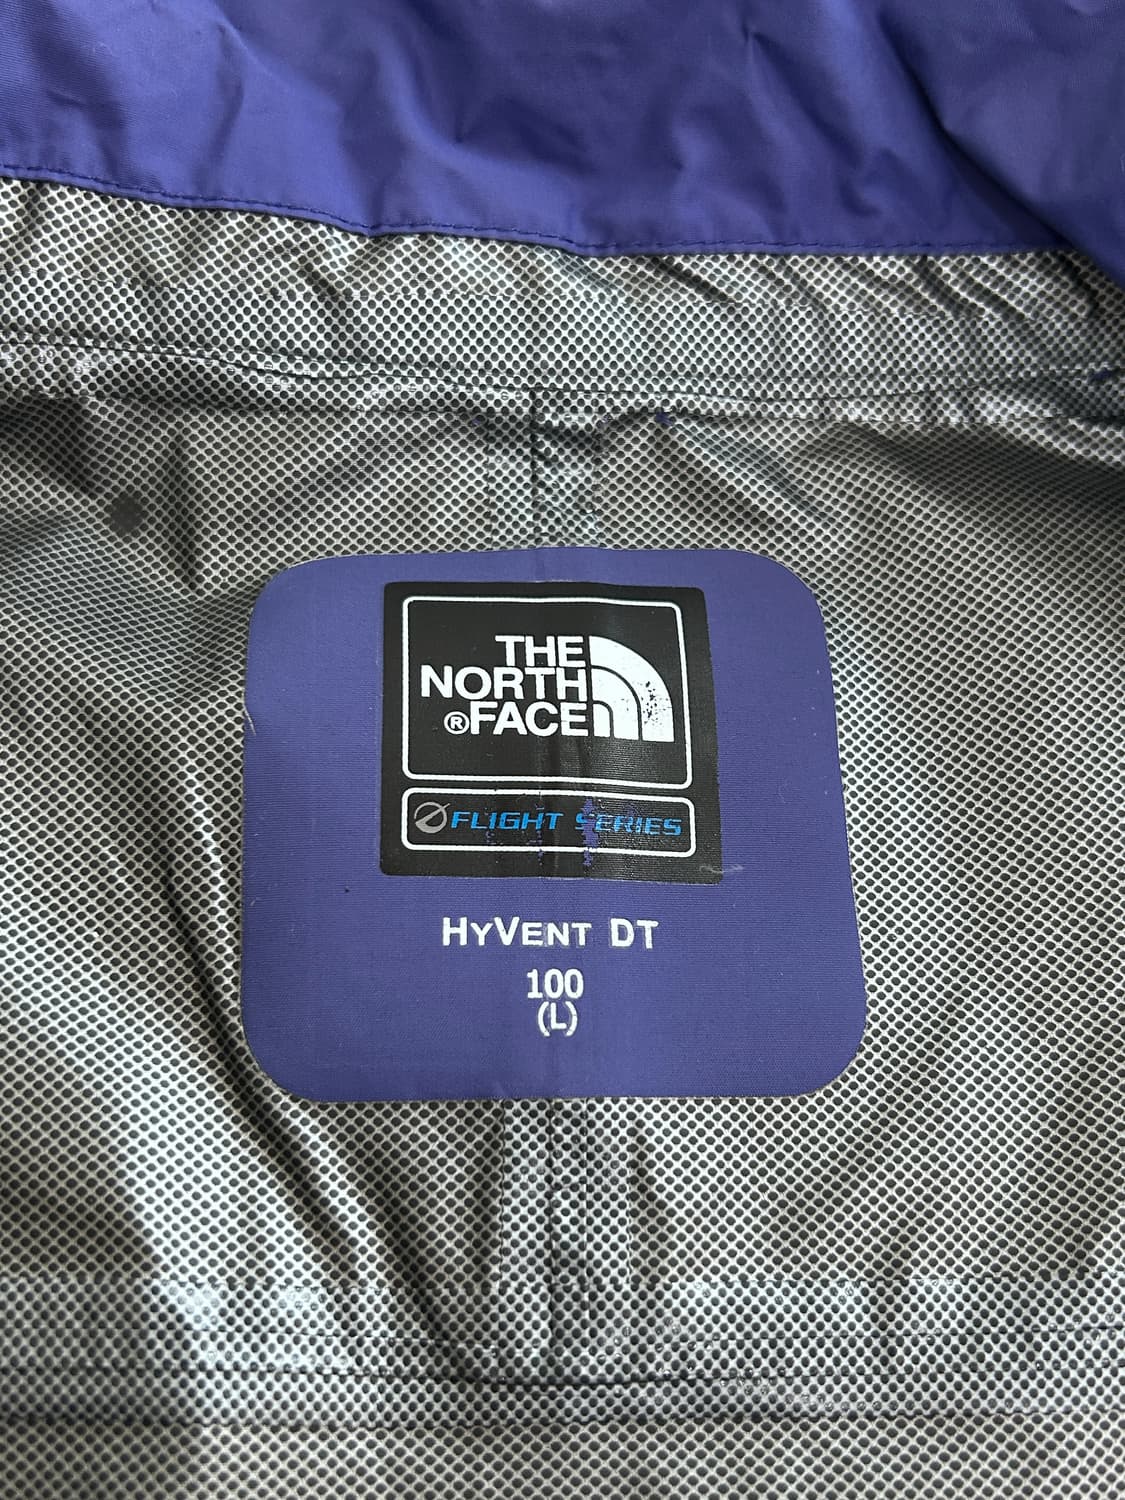 THE
NORTH
®FACE
FLIGHT SERIES
HYVENT DT
100
(L)